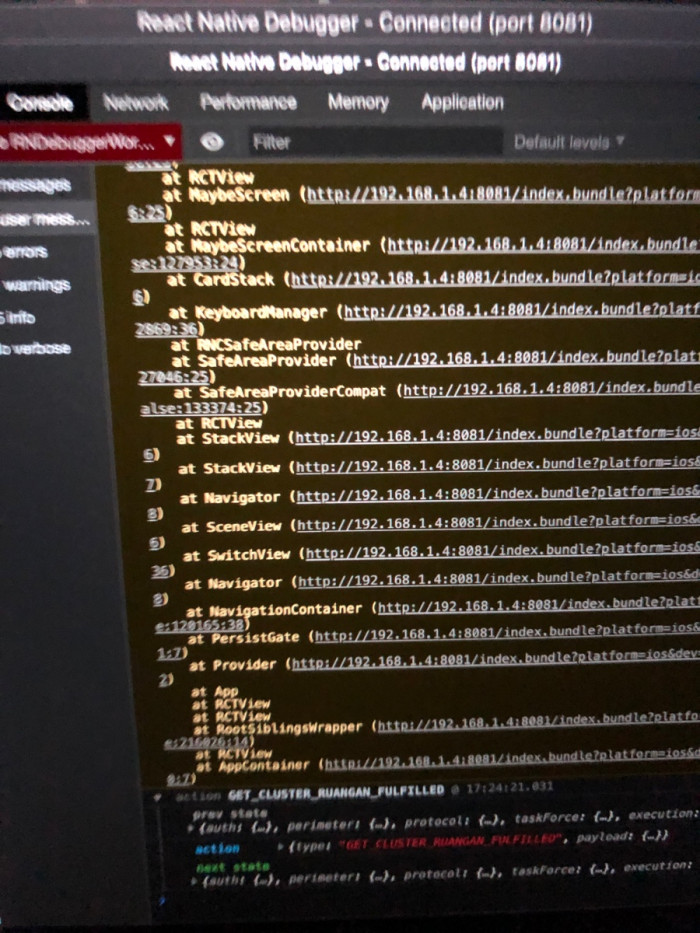 React Native Debugger - Connected (port 8081)
React Native Debugger - Connected (port 8081)
Console Network Performance Memory Application
RNDebuggerWor... ▼ Filter Default levels ▼
messages
user mess...
errors
warnings
info
verbose
at RCTView
at MaybeScreen (http://192.168.1.4:8081/index.bundle?platform
6:25)
at RCTView
at MaybeScreenContainer (http://192.168.1.4:8081/index.bundle
se:127953:24)
at CardStack (http://192.168.1.4:8081/index.bundle?platform=io
6)
at KeyboardManager (http://192.168.1.4:8081/index.bundle?platf
2869:36)
at RNCSafeAreaProvider
at SafeAreaProvider (http://192.168.1.4:8081/index.bundle?plat
27046:25)
at SafeAreaProviderCompat (http://192.168.1.4:8081/index.bundle
alse:133374:25)
at RCTView
at StackView (http://192.168.1.4:8081/index.bundle?platform=ios&
6)
at StackView (http://192.168.1.4:8081/index.bundle?platform=ios&
7)
at Navigator (http://192.168.1.4:8081/index.bundle?platform=ios&
8)
at SceneView (http://192.168.1.4:8081/index.bundle?platform=ios&
6)
at SwitchView (http://192.168.1.4:8081/index.bundle?platform=ios&
36)
at Navigator (http://192.168.1.4:8081/index.bundle?platform=ios&d
8)
at NavigationContainer (http://192.168.1.4:8081/index.bundle?platf
e:120165:38)
at PersistGate (http://192.168.1.4:8081/index.bundle?platform=ios&
1:7)
at Provider (http://192.168.1.4:8081/index.bundle?platform=ios&dev=
2)
at App
at RCTView
at RCTView
at RootSiblingsWrapper (http://192.168.1.4:8081/index.bundle?platfo
e:216026:14)
at RCTView
at AppContainer (http://192.168.1.4:8081/index.bundle?platform=ios&d
8:7)
▼ action GET_CLUSTER_RUANGAN_FULFILLED @ 17:24:21.031
prev state
▸ {auth: {…}, perimeter: {…}, protocol: {…}, taskForce: {…}, execution:
action ▸ {type: "GET_CLUSTER_RUANGAN_FULFILLED", payload: {…}}
next state
▸ {auth: {…}, perimeter: {…}, protocol: {…}, taskForce: {…}, execution: